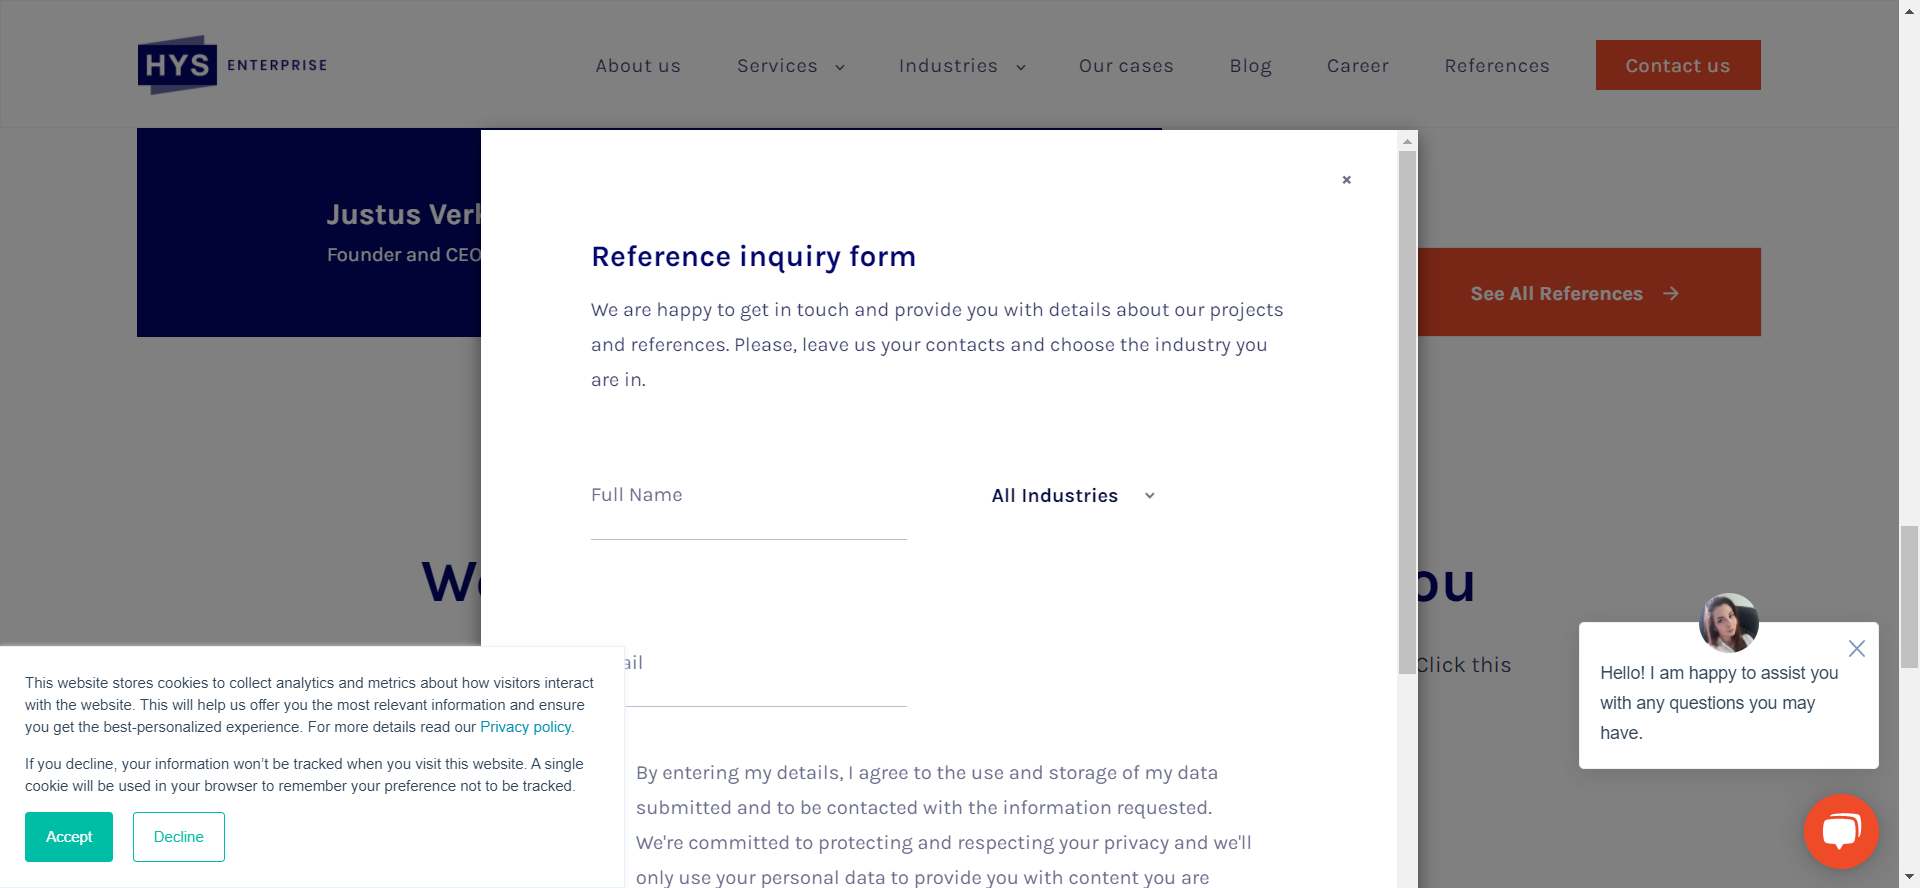 HYS ENTERPRISE
About us Services Industries Our cases Blog Career References Contact us
×
Justus
Founder and CEO
Reference inquiry form
We are happy to get in touch and provide you with details about our projects
and references. Please, leave us your contacts and choose the industry you
are in.
See All References →
Full Name
All Industries
Click this
Hello! I am happy to assist you
with any questions you may
have.
This website stores cookies to collect analytics and metrics about how visitors interact
with the website. This will help us offer you the most relevant information and ensure
you get the best-personalized experience. For more details read our Privacy policy.
If you decline, your information won’t be tracked when you visit this website. A single
cookie will be used in your browser to remember your preference not to be tracked.
Accept Decline
By entering my details, I agree to the use and storage of my data
submitted and to be contacted with the information requested.
We're committed to protecting and respecting your privacy and we'll
only use your personal data to provide you with content you are